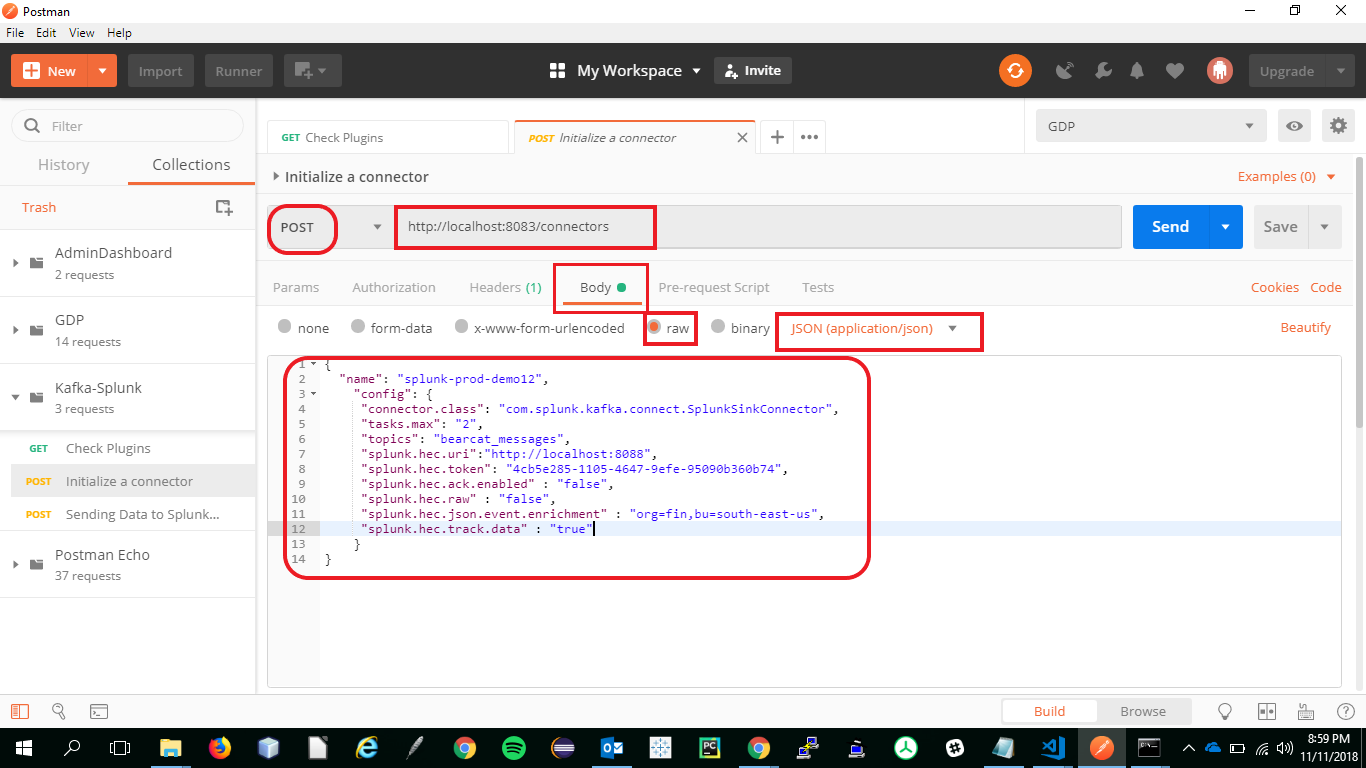 Postman
File Edit View Help
New Import Runner My Workspace Invite Upgrade
Filter
History Collections
Trash
AdminDashboard
2 requests
GDP
14 requests
Kafka-Splunk
3 requests
GET Check Plugins
POST Initialize a connector
POST Sending Data to Splunk...
Postman Echo
37 requests
GET Check Plugins POST Initialize a connector GDP
Initialize a connector Examples (0)
POST http://localhost:8083/connectors Send Save
Params Authorization Headers (1) Body Pre-request Script Tests Cookies Code
none form-data x-www-form-urlencoded raw binary JSON (application/json) Beautify
1 {
2 "name": "splunk-prod-demo12",
3 "config": {
4 "connector.class": "com.splunk.kafka.connect.SplunkSinkConnector",
5 "tasks.max": "2",
6 "topics": "bearcat_messages",
7 "splunk.hec.uri":"http://localhost:8088",
8 "splunk.hec.token": "4cb5e285-1105-4647-9efe-95090b360b74",
9 "splunk.hec.ack.enabled" : "false",
10 "splunk.hec.raw" : "false",
11 "splunk.hec.json.event.enrichment" : "org=fin,bu=south-east-us",
12 "splunk.hec.track.data" : "true"
13 }
14 }
Build Browse
8:59 PM
11/11/2018